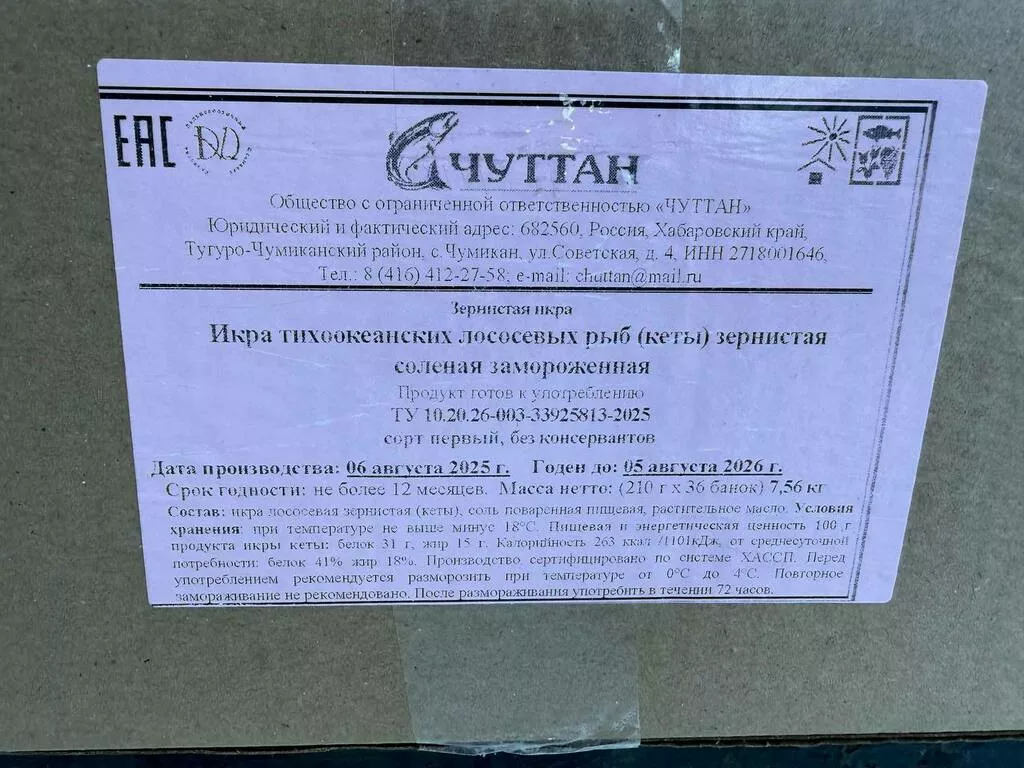 ЕАС
ЧУТТАН
Общество с ограниченной ответственностью «ЧУТТАН»
Юридический и фактический адрес: 682560, Россия, Хабаровский край,
Тугуро-Чумиканский район, с. Чумикан, ул.Советская, д. 4, ИНН 2718001646,
Тел.: 8 (416) 412-27-58; e-mail: chuttan@mail.ru
Зернистая икра
Икра тихоокеанских лососевых рыб (кеты) зернистая
соленая замороженная
Продукт готов к употреблению
ТУ 10.20.26-003-33925813-2025
сорт первый, без консервантов
Дата производства: 06 августа 2025 г. Годен до: 05 августа 2026 г.
Срок годности: не более 12 месяцев. Масса нетто: (210 г х 36 банок) 7,56 кг
Состав: икра лососевая зернистая (кеты), соль поваренная пищевая, растительное масло. Условия
хранения: при температуре не выше минус 18°С. Пищевая и энергетическая ценность 100 г
продукта икры кеты: белок 31 г, жир 15 г. Калорийность 263 ккал /1101кДж, от среднесуточной
потребности: белок 41% жир 18%. Производство сертифицировано по системе ХАССП. Перед
употреблением рекомендуется разморозить при температуре от 0°С до 4°С. Повторное
замораживание не рекомендовано. После размораживания употребить в течении 72 часов.